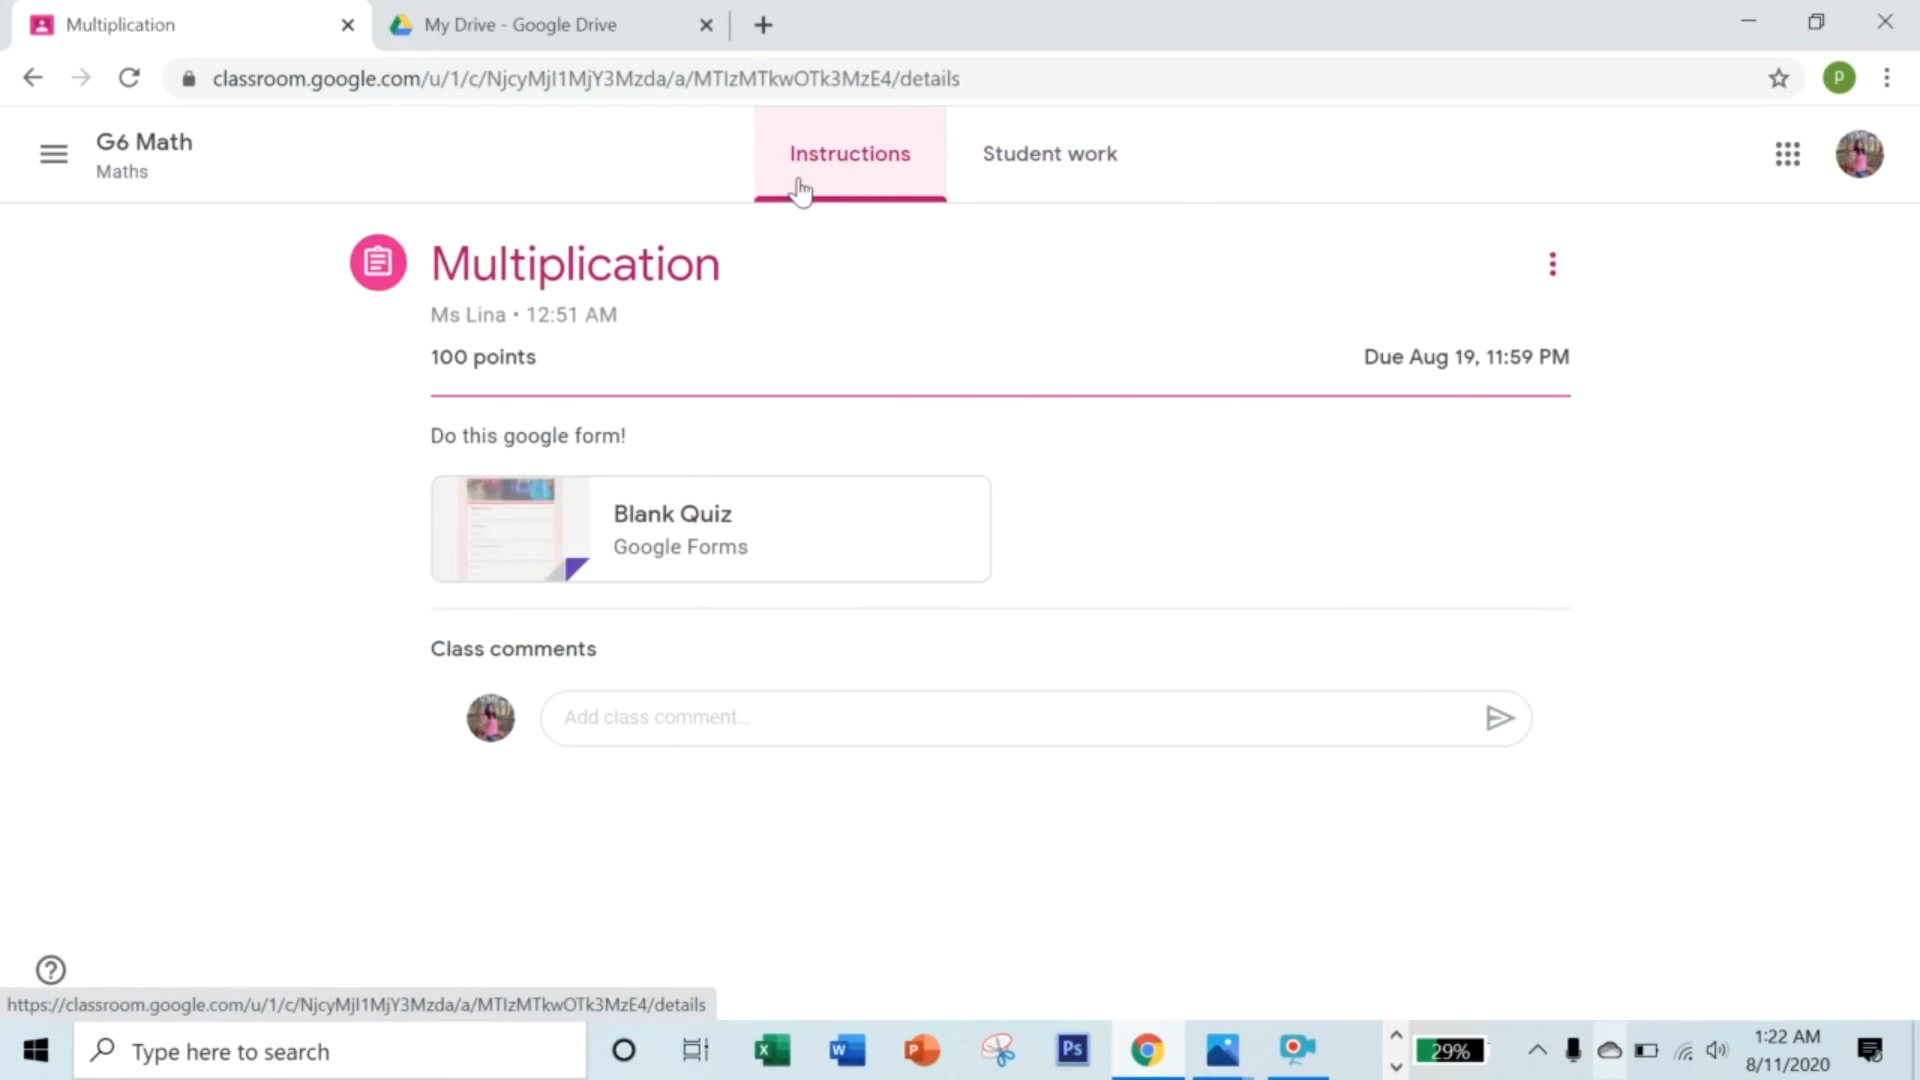 Multiplication
My Drive - Google Drive
classroom.google.com/u/1/c/NjcyMjI1MjY3Mzda/a/MTIzMTkwOTk3MzE4/details
p
G6 Math
Maths
Instructions
Student work
Multiplication
Ms Lina • 12:51 AM
100 points
Due Aug 19, 11:59 PM
Do this google form!
Blank Quiz
Google Forms
Class comments
Add class comment...
https://classroom.google.com/u/1/c/NjcyMjI1MjY3Mzda/a/MTIzMTkwOTk3MzE4/details
Type here to search
Ps
29%
1:22 AM
8/11/2020